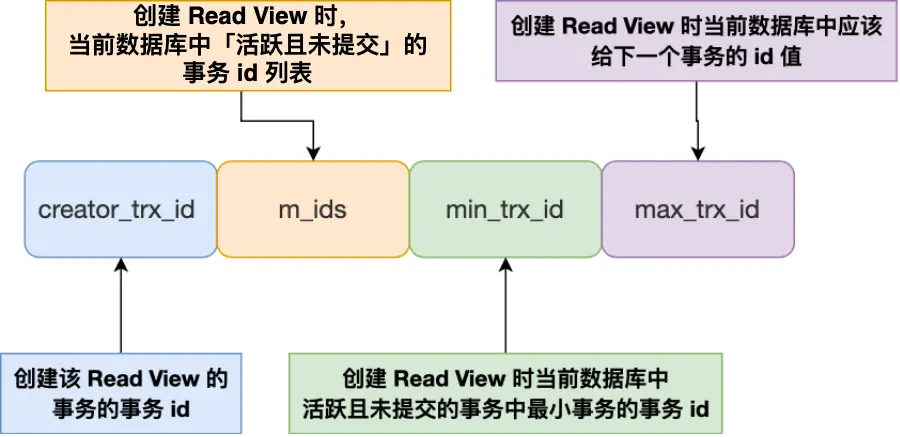 创建 Read View 时，
当前数据库中「活跃且未提交」的
事务 id 列表
创建 Read View 时当前数据库中应该
给下一个事务的 id 值
creator_trx_id
m_ids
min_trx_id
max_trx_id
创建该 Read View 的
事务的事务 id
创建 Read View 时当前数据库中
活跃且未提交的事务中最小事务的事务 id